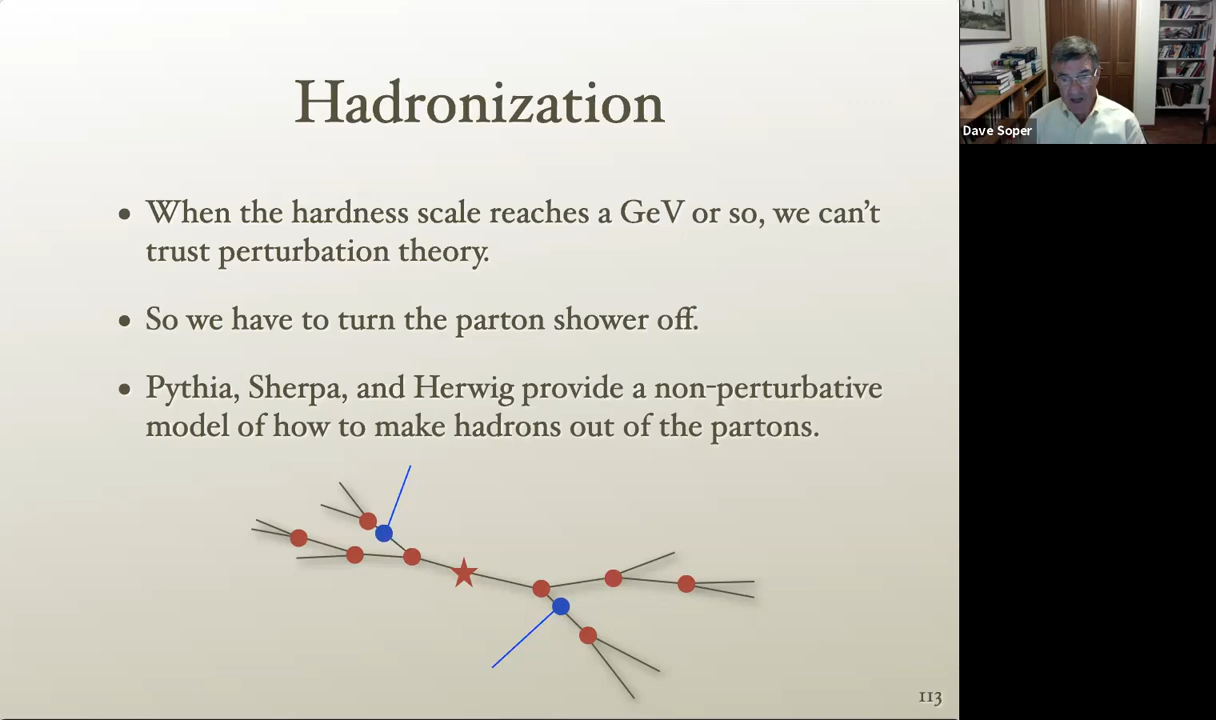 Hadronization
• When the hardness scale reaches a GeV or so, we can’t
trust perturbation theory.
• So we have to turn the parton shower off.
• Pythia, Sherpa, and Herwig provide a non-perturbative
model of how to make hadrons out of the partons.
113
Dave Soper